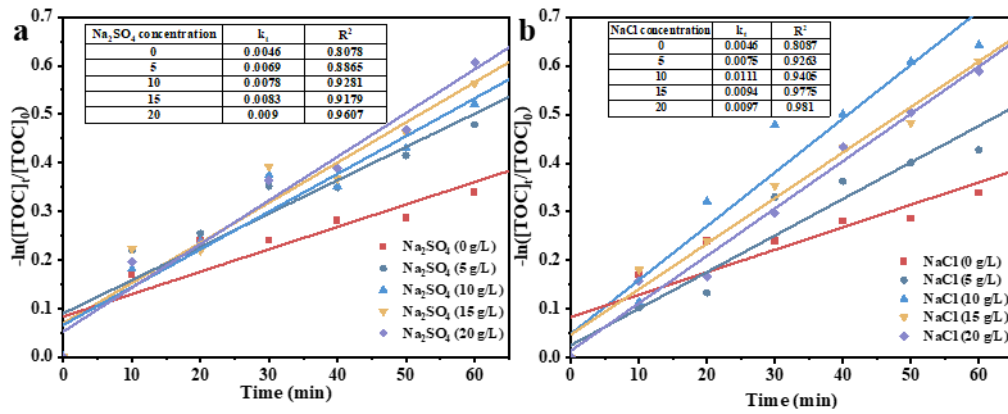 a
Na₂SO₄ concentration kₛ R²
0 0.0046 0.8078
5 0.0069 0.8865
10 0.0078 0.9281
15 0.0083 0.9179
20 0.009 0.9607
-ln([TOC]t/[TOC]0)
0.7
0.6
0.5
0.4
0.3
0.2
0.1
0.0
Na₂SO₄ (0 g/L)
Na₂SO₄ (5 g/L)
Na₂SO₄ (10 g/L)
Na₂SO₄ (15 g/L)
Na₂SO₄ (20 g/L)
0 10 20 30 40 50 60
Time (min)
b
NaCl concentration kₛ R²
0 0.0046 0.8087
5 0.0075 0.9263
10 0.0111 0.9405
15 0.0094 0.9775
20 0.0097 0.981
-ln([TOC]t/[TOC]0)
0.7
0.6
0.5
0.4
0.3
0.2
0.1
0.0
NaCl (0 g/L)
NaCl (5 g/L)
NaCl (10 g/L)
NaCl (15 g/L)
NaCl (20 g/L)
0 10 20 30 40 50 60
Time (min)